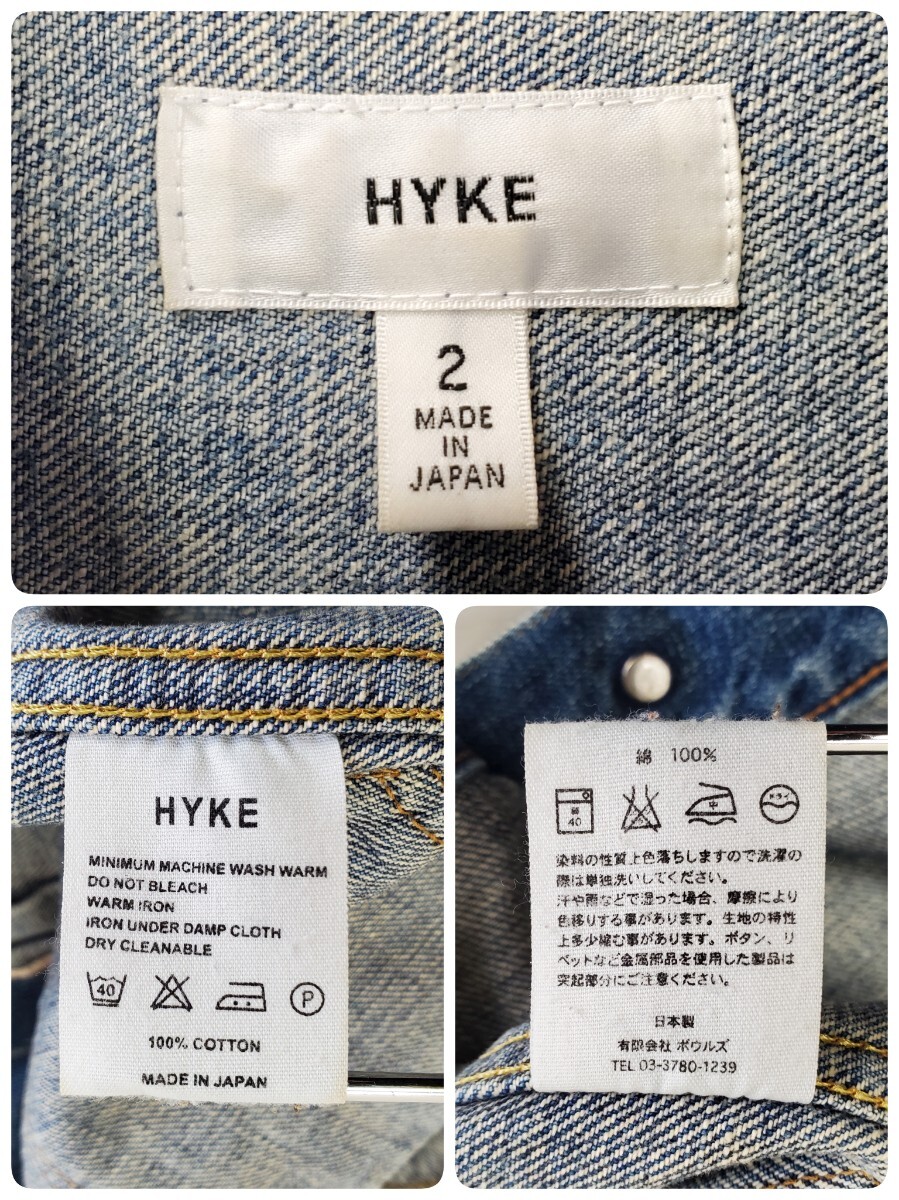 HYKE
2
MADE
IN
JAPAN
HYKE
MINIMUM MACHINE WASH WARM
DO NOT BLEACH
WARM IRON
IRON UNDER DAMP CLOTH
DRY CLEANABLE
40 P
100% COTTON
MADE IN JAPAN
綿 100%
40 中 ドライ
染料の性質上色落ちしますので洗濯の
際は単独洗いしてください。
汗や雨などで湿った場合、摩擦により
色移りする事があります。生地の特性
上多少縮む事があります。ボタン、リ
ベットなど金属部品を使用した製品は
突起部分にご注意ください。
日本製
有限会社 ボウルズ
TEL 03-3780-1239